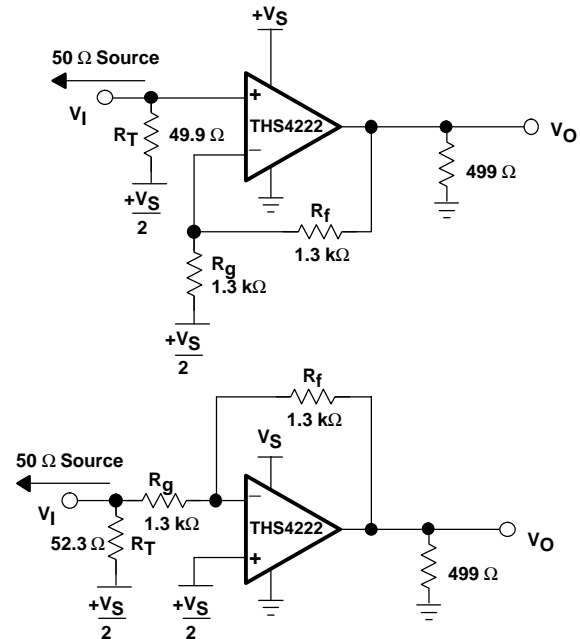 +VS
50 Ω Source
VI
+
THS4222
−
RT
49.9 Ω
VO
499 Ω
+VS
2
Rf
1.3 kΩ
Rg
1.3 kΩ
+VS
2
Rf
1.3 kΩ
VS
50 Ω Source
Rg
1.3 kΩ
VI
−
THS4222
+
VO
52.3 Ω
RT
499 Ω
+VS
2
+VS
2